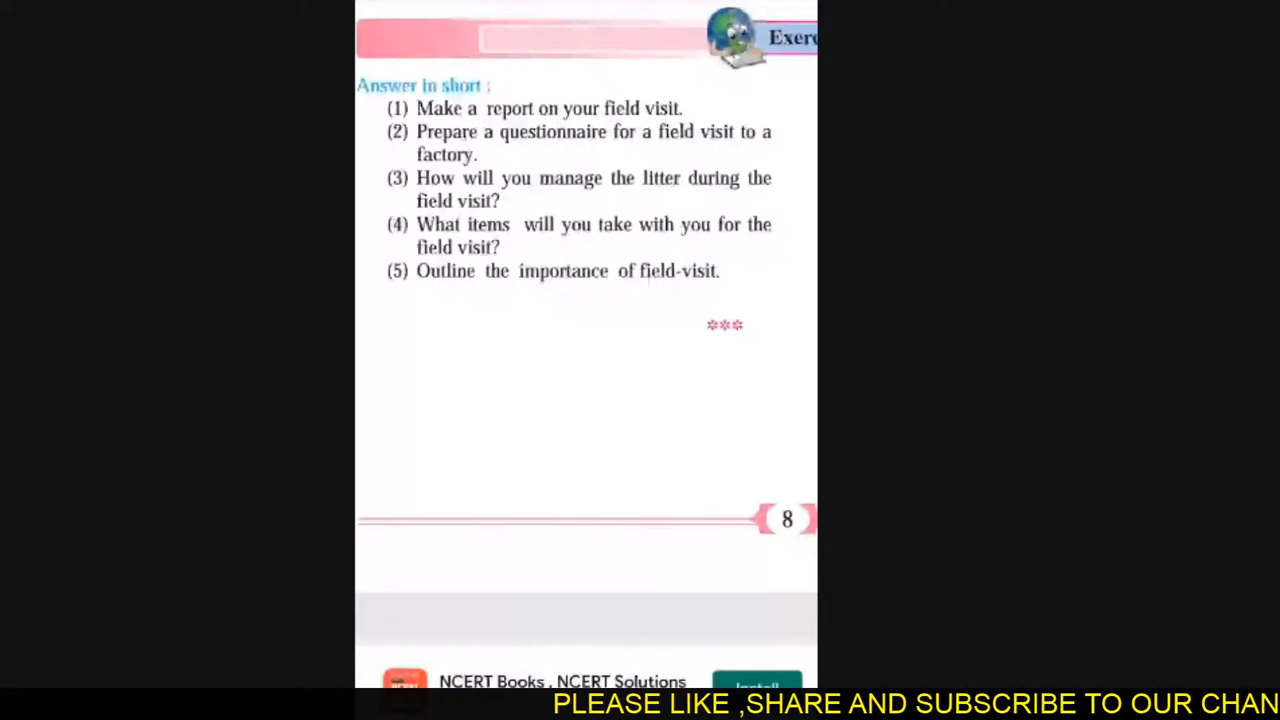 Exerc
Answer in short :
(1) Make a report on your field visit.
(2) Prepare a questionnaire for a field visit to a
factory.
(3) How will you manage the litter during the
field visit?
(4) What items will you take with you for the
field visit?
(5) Outline the importance of field-visit.
***
8
NCERT Books , NCERT Solutions
Install
PLEASE LIKE ,SHARE AND SUBSCRIBE TO OUR CHAN